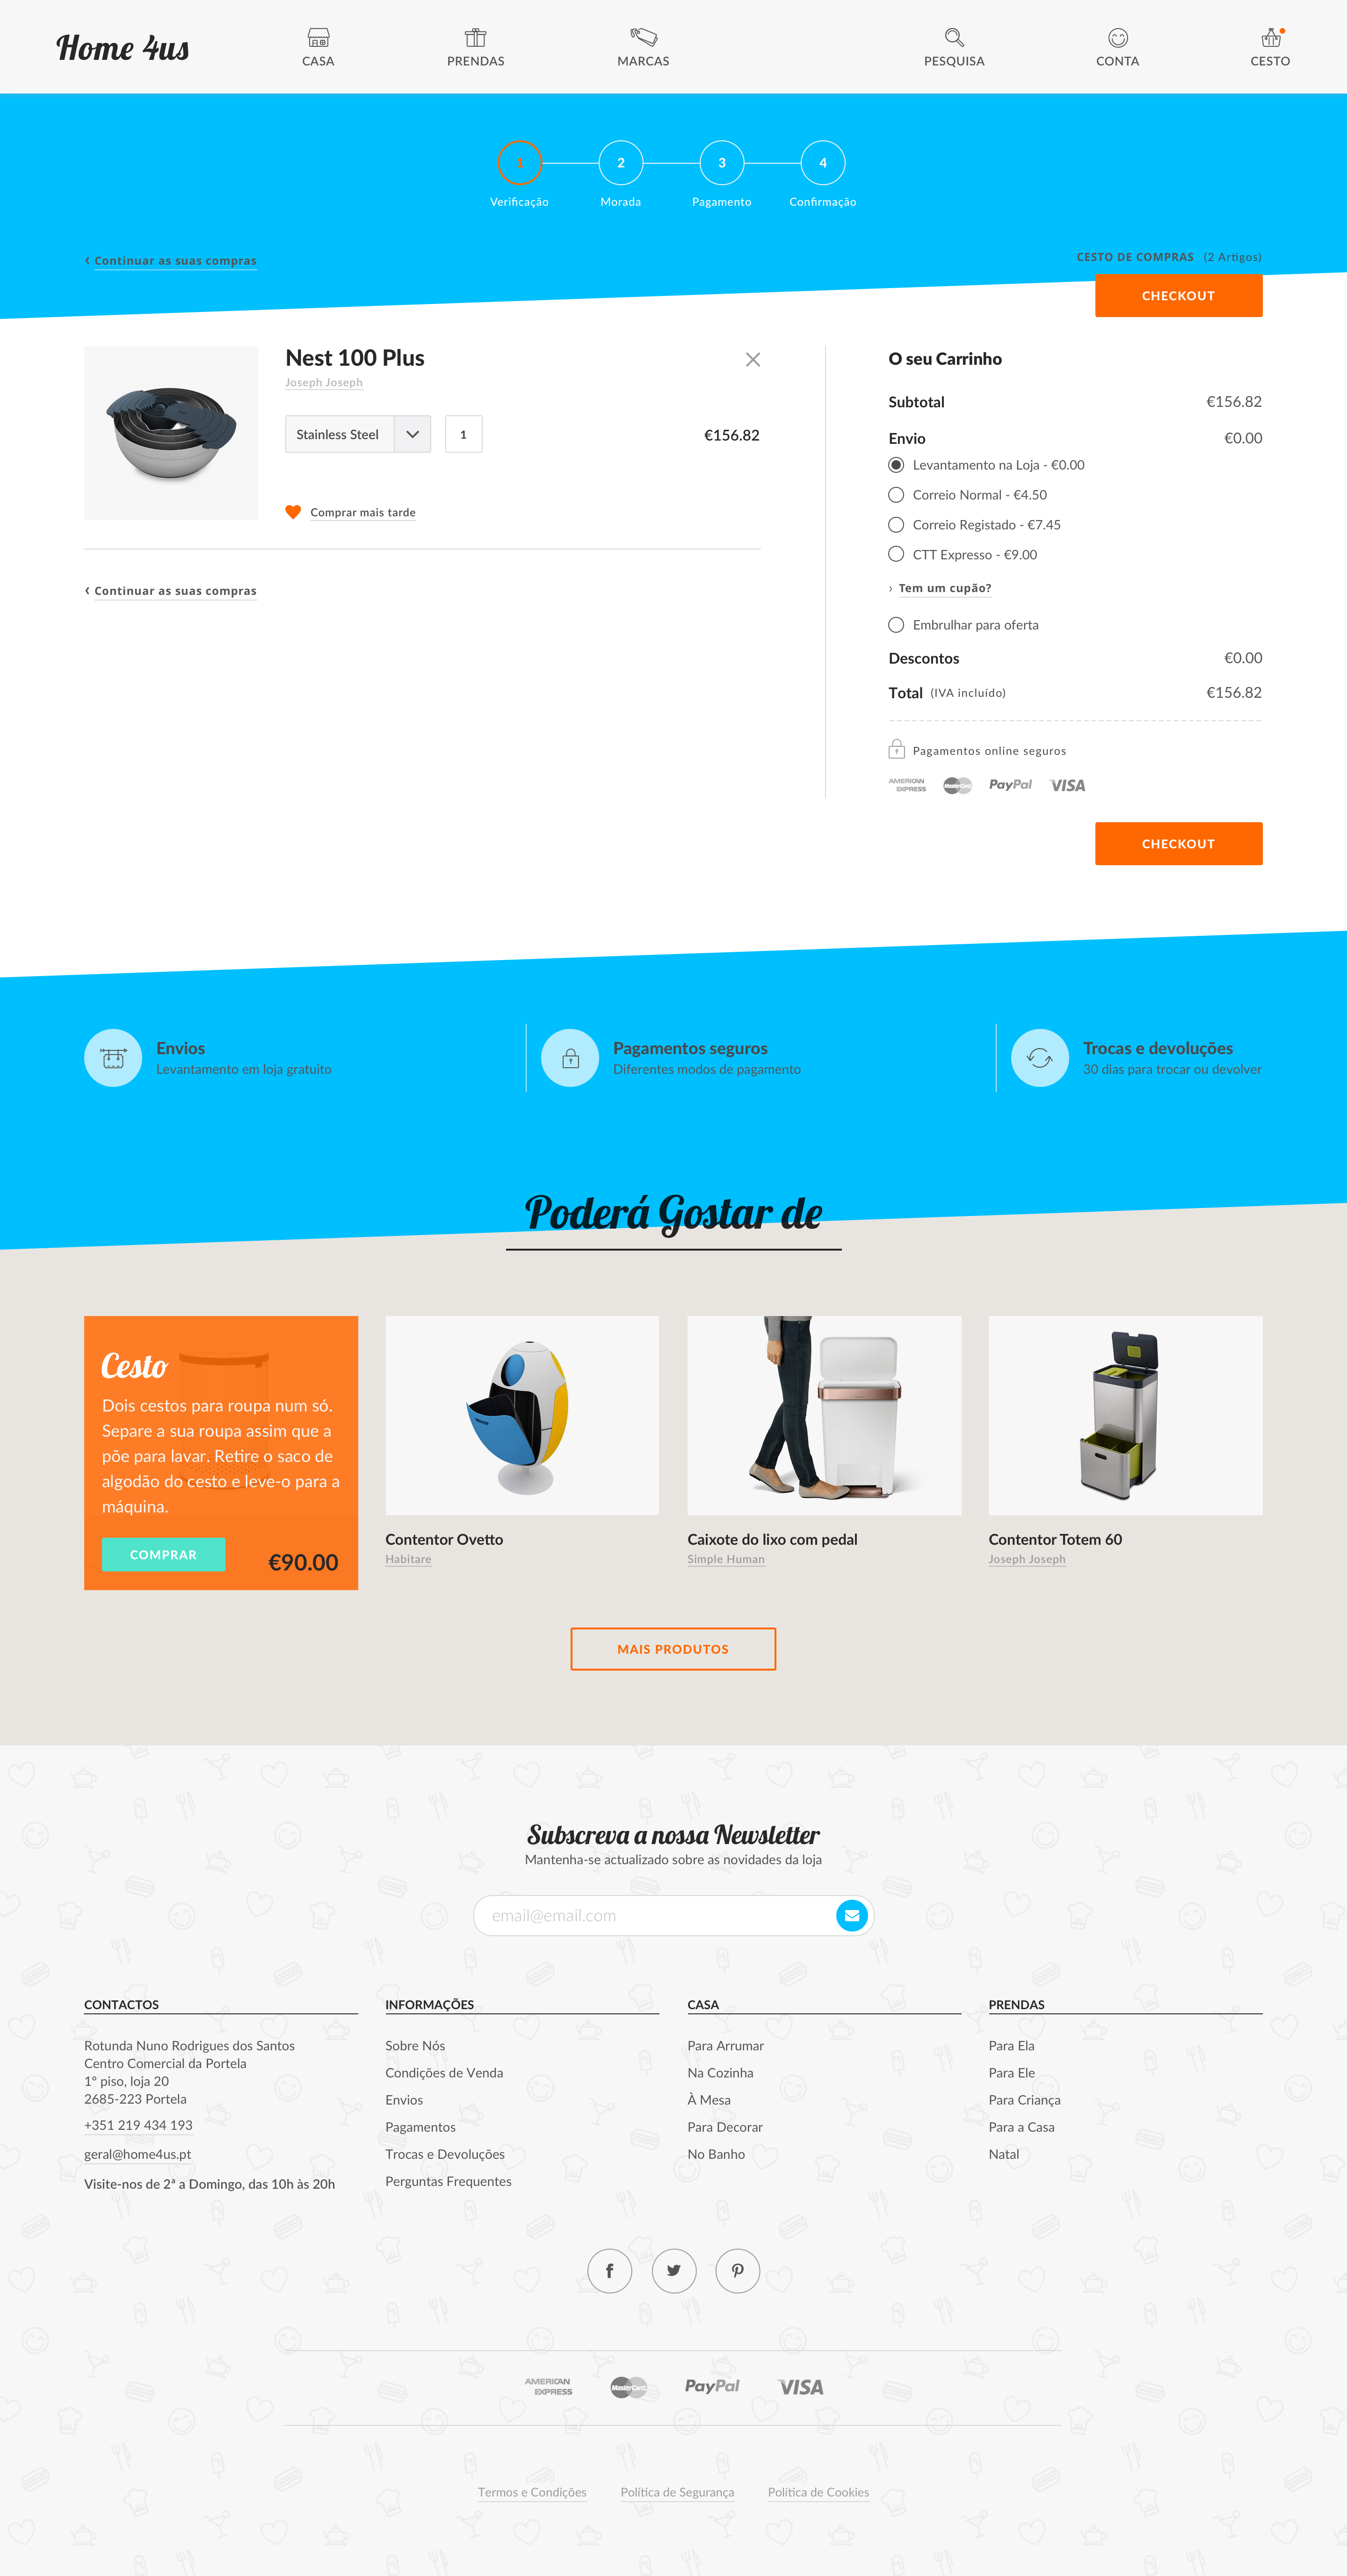 Home 4us
CASA
PRENDAS
MARCAS
PESQUISA
CONTA
CESTO
1
2
3
4
Verificação
Morada
Pagamento
Confirmação
‹ Continuar as suas compras
CESTO DE COMPRAS (2 Artigos)
CHECKOUT
Nest 100 Plus
Joseph Joseph
Stainless Steel
1
€156.82
Comprar mais tarde
‹ Continuar as suas compras
O seu Carrinho
Subtotal €156.82
Envio €0.00
Levantamento na Loja - €0.00
Correio Normal - €4.50
Correio Registado - €7.45
CTT Expresso - €9.00
› Tem um cupão?
Embrulhar para oferta
Descontos €0.00
Total (IVA incluído) €156.82
Pagamentos online seguros
AMERICAN EXPRESS
MasterCard
PayPal
VISA
CHECKOUT
Envios
Levantamento em loja gratuito
Pagamentos seguros
Diferentes modos de pagamento
Trocas e devoluções
30 dias para trocar ou devolver
Poderá Gostar de
Cesto
Dois cestos para roupa num só.
Separe a sua roupa assim que a
põe para lavar. Retire o saco de
algodão do cesto e leve-o para a
máquina.
COMPRAR
€90.00
Contentor Ovetto
Habitare
Caixote do lixo com pedal
Simple Human
Contentor Totem 60
Joseph Joseph
MAIS PRODUTOS
Subscreva a nossa Newsletter
Mantenha-se actualizado sobre as novidades da loja
email@email.com
CONTACTOS
Rotunda Nuno Rodrigues dos Santos
Centro Comercial da Portela
1º piso, loja 20
2685-223 Portela
+351 219 434 193
geral@home4us.pt
Visite-nos de 2ª a Domingo, das 10h às 20h
INFORMAÇÕES
Sobre Nós
Condições de Venda
Envios
Pagamentos
Trocas e Devoluções
Perguntas Frequentes
CASA
Para Arrumar
Na Cozinha
À Mesa
Para Decorar
No Banho
PRENDAS
Para Ela
Para Ele
Para Criança
Para a Casa
Natal
AMERICAN EXPRESS
MasterCard
PayPal
VISA
Termos e Condições
Política de Segurança
Política de Cookies